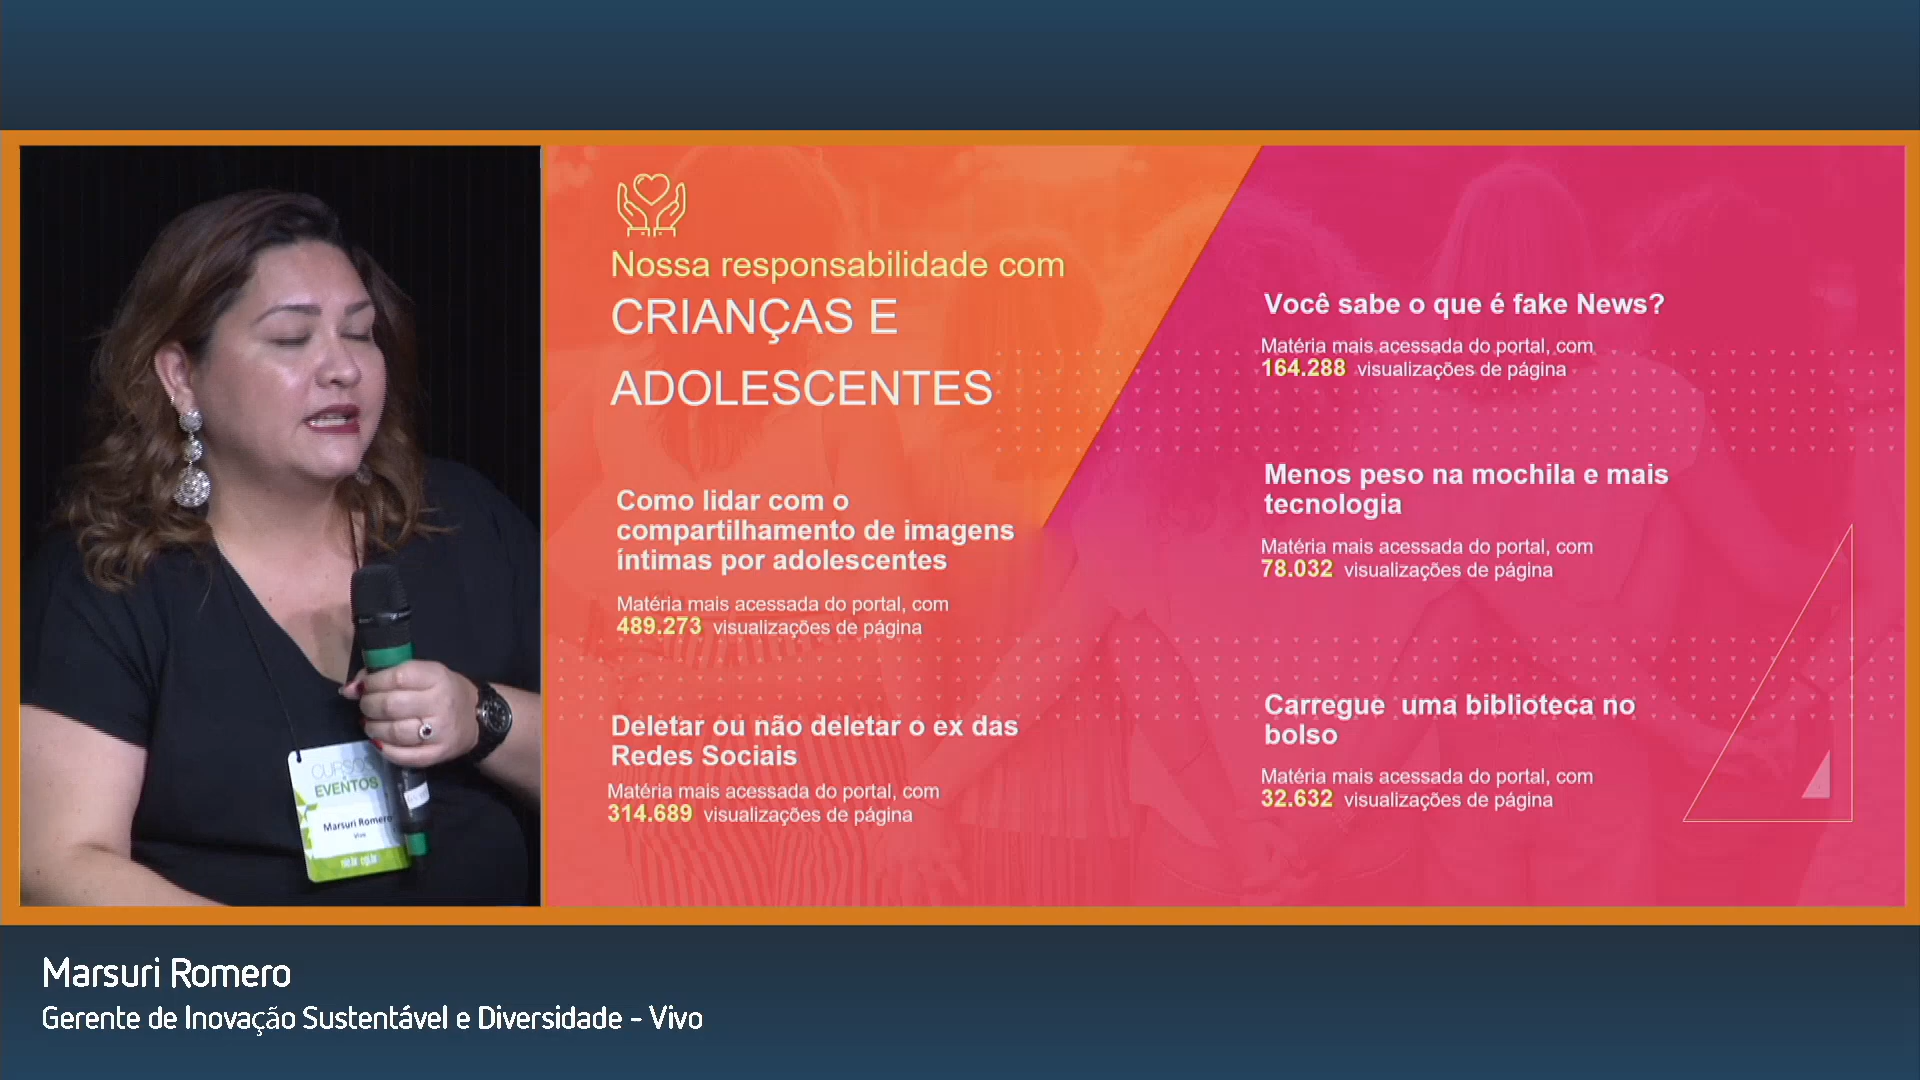 Nossa responsabilidade com
CRIANÇAS E
ADOLESCENTES
Como lidar com o
compartilhamento de imagens
íntimas por adolescentes
Matéria mais acessada do portal, com
489.273 visualizações de página
Deletar ou não deletar o ex das
Redes Sociais
Matéria mais acessada do portal, com
314.689 visualizações de página
Você sabe o que é fake News?
Matéria mais acessada do portal, com
164.288 visualizações de página
Menos peso na mochila e mais
tecnologia
Matéria mais acessada do portal, com
78.032 visualizações de página
Carregue uma biblioteca no
bolso
Matéria mais acessada do portal, com
32.632 visualizações de página
CURSOS
EVENTOS
Marsuri Romero
Vivo
nic.br cgi.br
Marsuri Romero
Gerente de Inovação Sustentável e Diversidade - Vivo